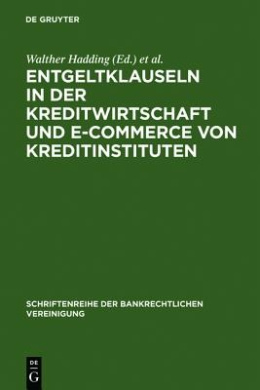 DE GRUYTER
Walther Hadding (Ed.) et al.
ENTGELTKLAUSELN
IN DER
KREDITWIRTSCHAFT
UND E-COMMERCE VON
KREDITINSTITUTEN
SCHRIFTENREIHE DER BANKRECHTLICHEN
VEREINIGUNG
DE
G